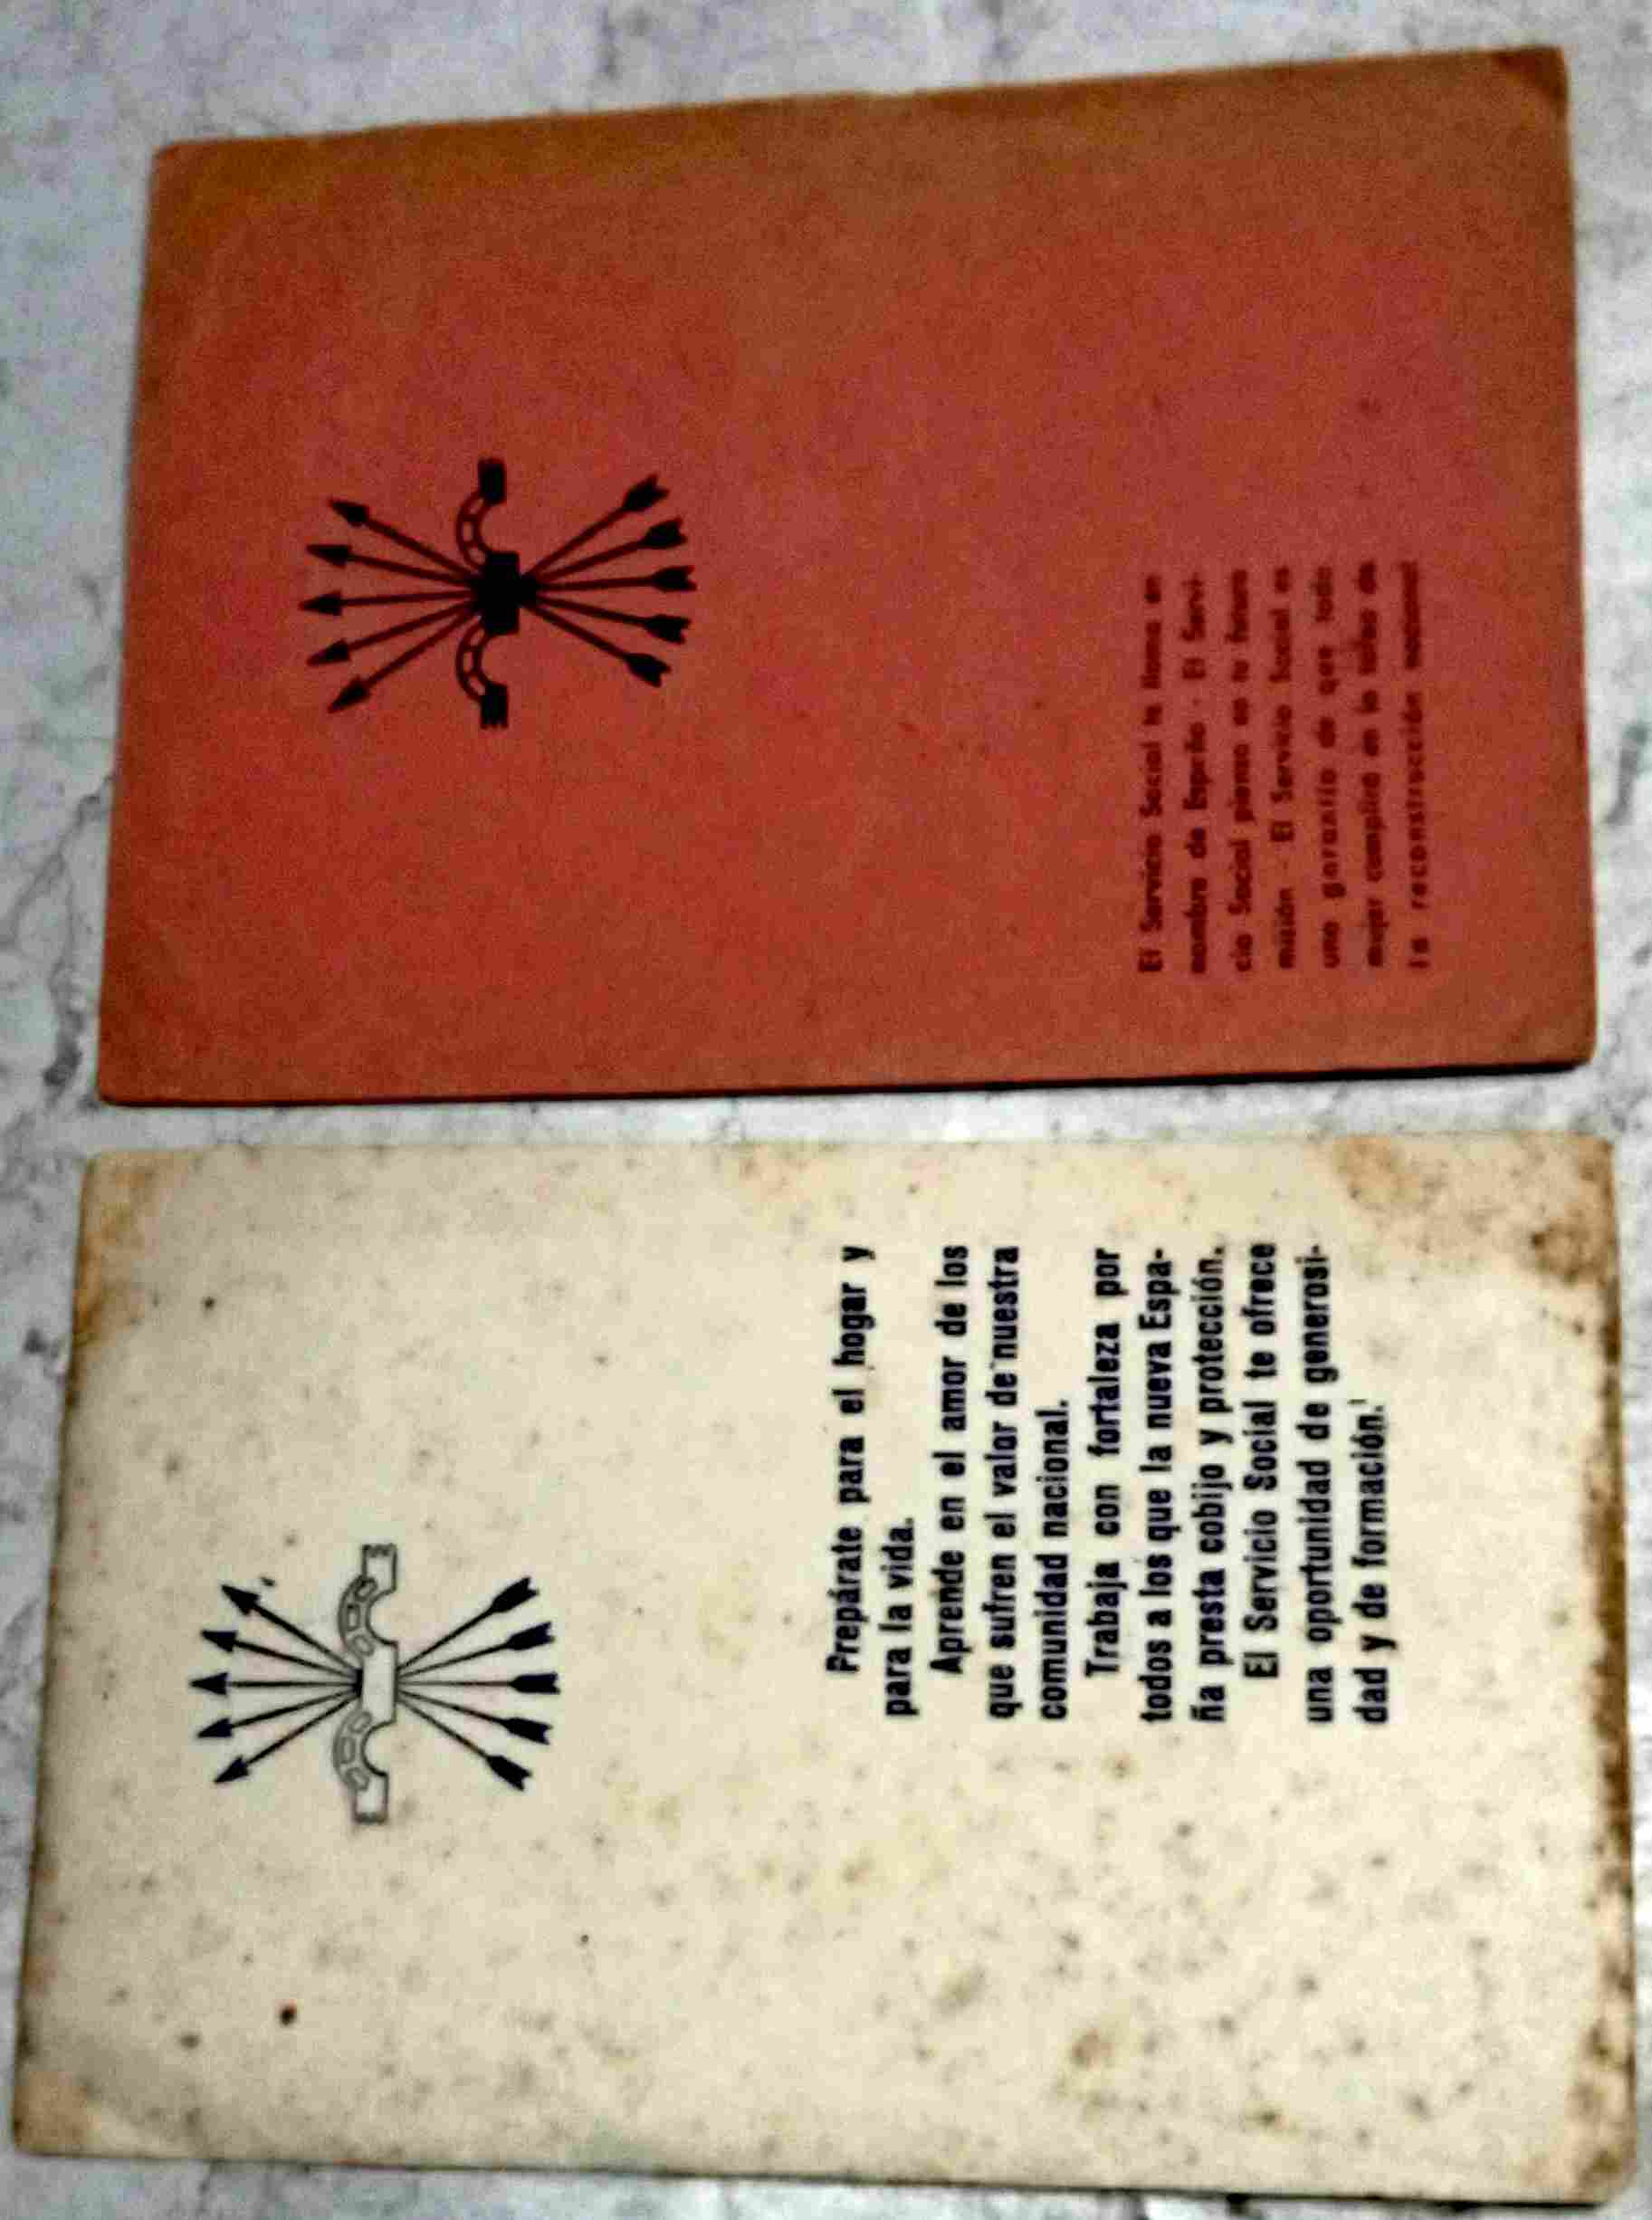 El Servicio Social te llama en
nombre de España - El Servi-
cio Social piensa en tu futura
misión - El Servicio Social es
una garantía de que toda
mujer cumplirá en la tarea de
la reconstrucción nacional
Prepárate para el hogar y
para la vida.
Aprende en el amor de los
que sufren el valor de nuestra
comunidad nacional.
Trabaja con fortaleza por
todos a los que la nueva Espa-
ña presta cobijo y protección.
El Servicio Social te ofrece
una oportunidad de generosi-
dad y de formación.